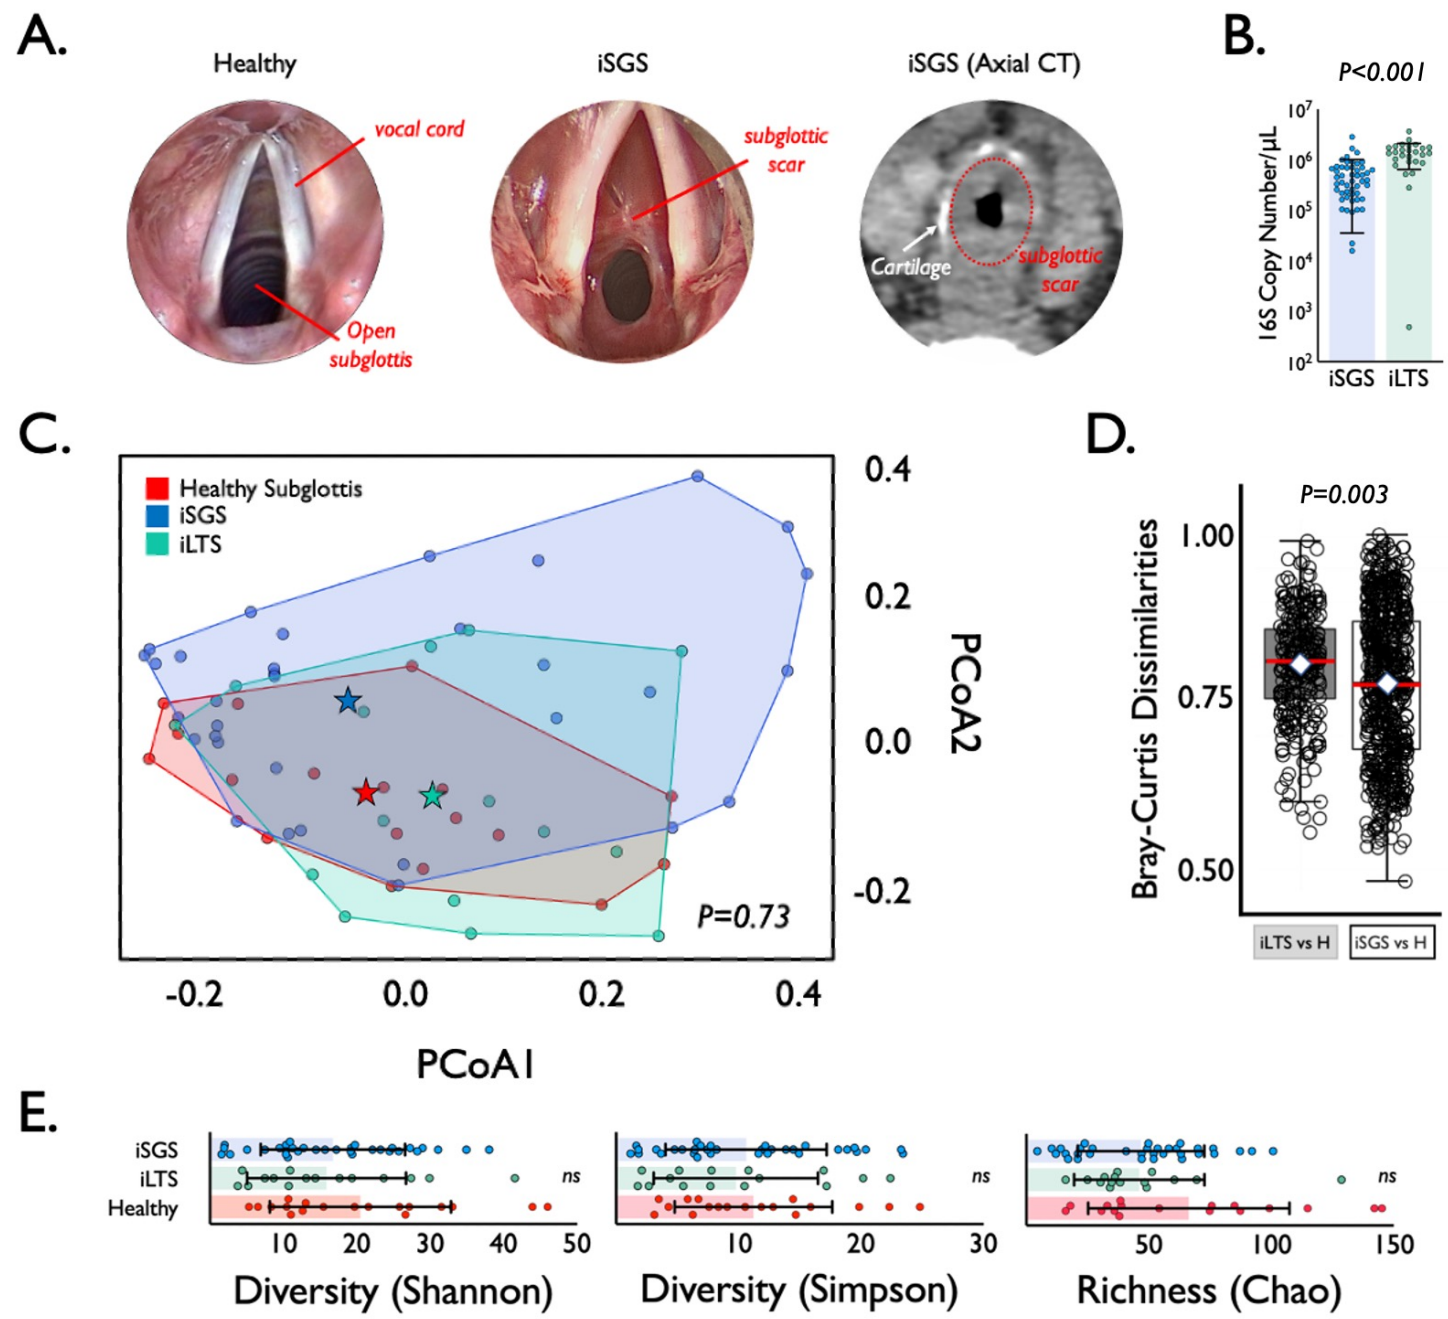 A.
Healthy
iSGS
iSGS (Axial CT)
vocal cord
Open
subglottis
subglottic
scar
Cartilage
subglottic
scar
B.
P<0.001
16S Copy Number/µL
10⁷
10⁶
10⁵
10⁴
10³
10²
iSGS iLTS
C.
Healthy Subglottis
iSGS
iLTS
P=0.73
0.4
0.2
0.0
-0.2
PCoA2
-0.2 0.0 0.2 0.4
PCoA1
D.
P=0.003
Bray-Curtis Dissimilarities
1.00
0.75
0.50
iLTS vs H
iSGS vs H
E.
iSGS
iLTS
Healthy
ns
10 20 30 40 50
Diversity (Shannon)
ns
10 20 30
Diversity (Simpson)
ns
50 100 150
Richness (Chao)